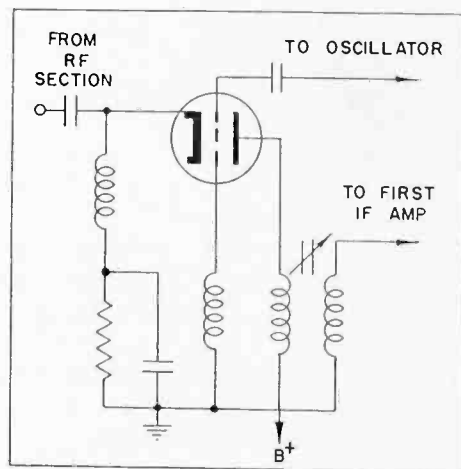 FROM
RF
SECTION
TO OSCILLATOR
TO FIRST
IF AMP
B+